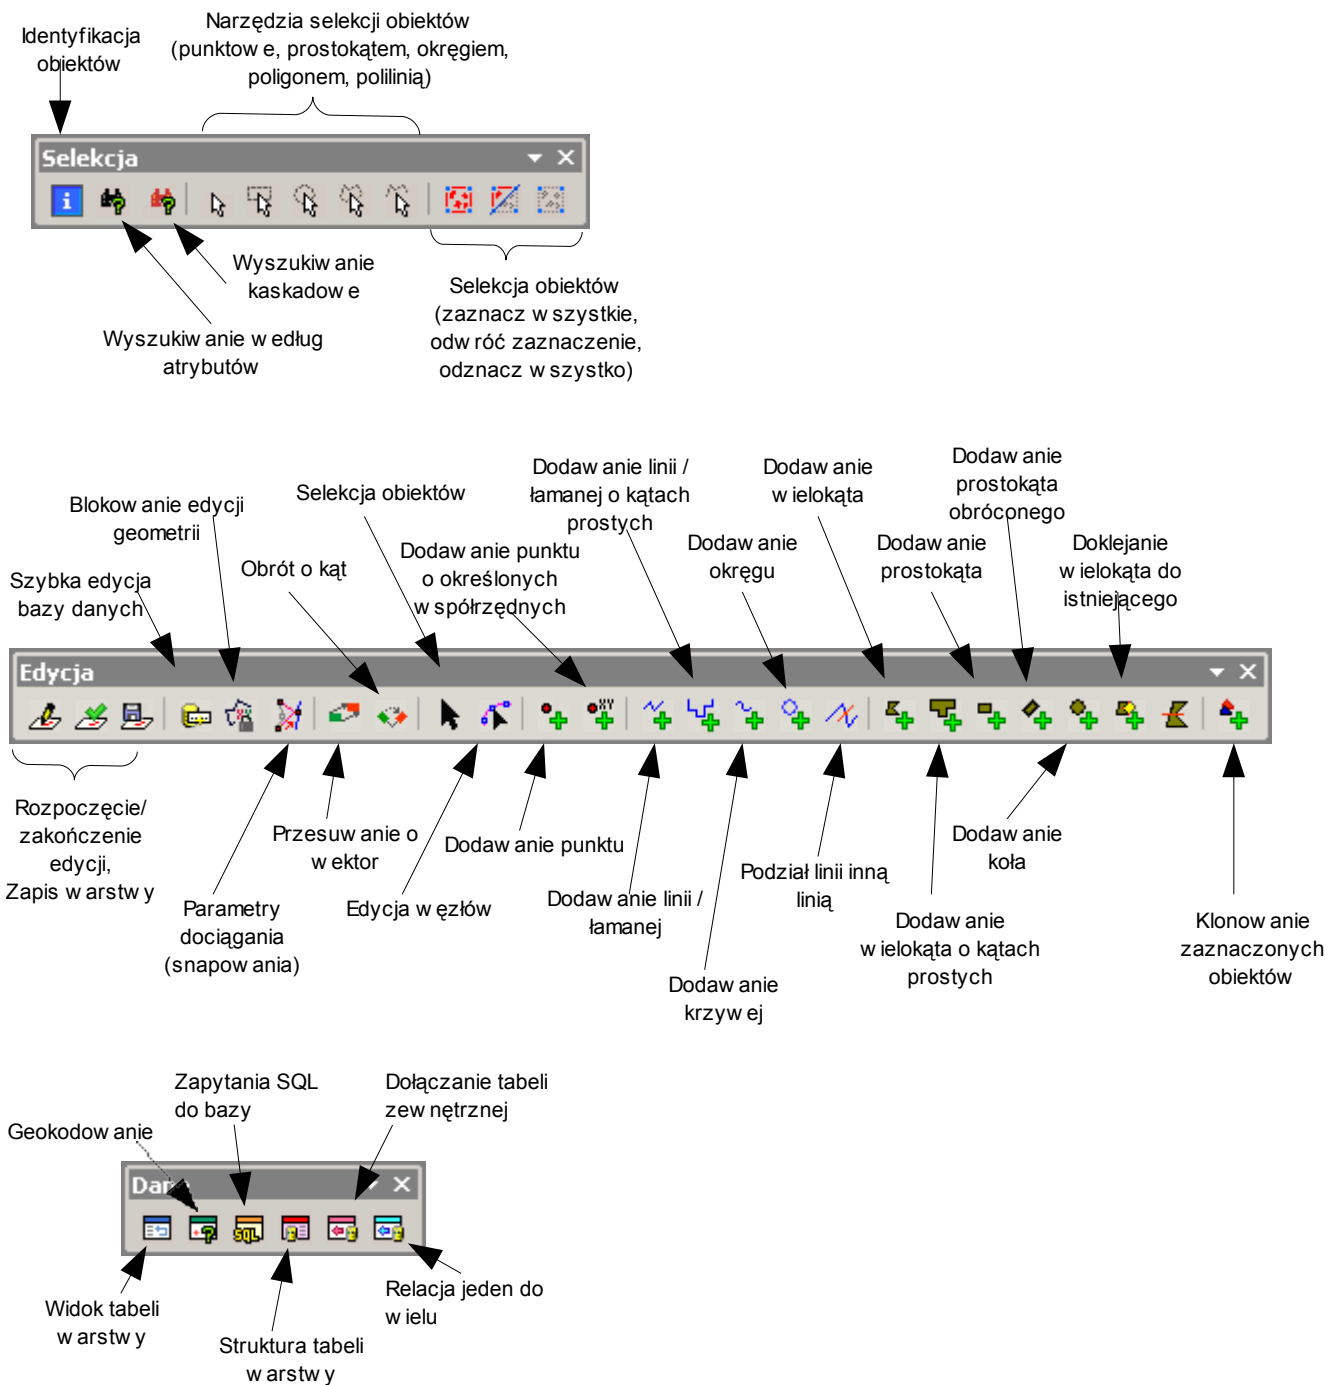 Identyfikacja
obiektów
Narzędzia selekcji obiektów
(punktow e, prostokątem, okręgiem,
poligonem, polilinią)
Selekcja
Wyszukiw anie
kaskadow e
Wyszukiw anie w edług
atrybutów
Selekcja obiektów
(zaznacz w szystkie,
odw róć zaznaczenie,
odznacz w szystko)
Szybka edycja
bazy danych
Blokow anie edycji
geometrii
Obrót o kąt
Selekcja obiektów
Dodaw anie punktu
o określonych
w spółrzędnych
Dodaw anie linii /
łamanej o kątach
prostych
Dodaw anie
okręgu
Dodaw anie
w ielokąta
Dodaw anie
prostokąta
Dodaw anie
prostokąta
obróconego
Doklejanie
w ielokąta do
istniejącego
Edycja
XY
Rozpoczęcie/
zakończenie
edycji,
Zapis w arstw y
Parametry
dociągania
(snapow ania)
Przesuw anie o
w ektor
Edycja w ęzłów
Dodaw anie punktu
Dodaw anie linii /
łamanej
Dodaw anie
krzyw ej
Podział linii inną
linią
Dodaw anie
w ielokąta o kątach
prostych
Dodaw anie
koła
Klonow anie
zaznaczonych
obiektów
Geokodow anie
Zapytania SQL
do bazy
Dołączanie tabeli
zew nętrznej
Dane
SQL
Widok tabeli
w arstw y
Struktura tabeli
w arstw y
Relacja jeden do
w ielu